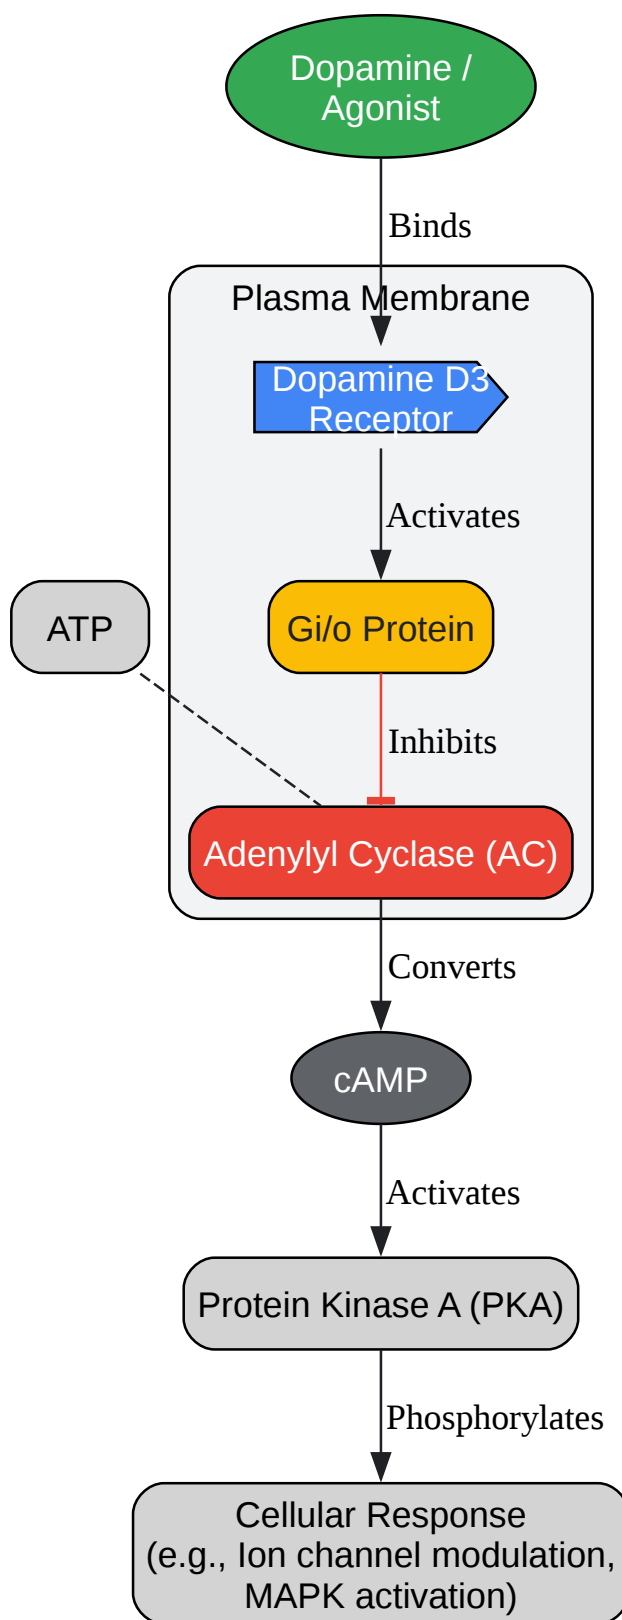 Dopamine /
Agonist
Binds
Plasma Membrane
Dopamine D3
Receptor
Activates
ATP
Gi/o Protein
Inhibits
Adenylyl Cyclase (AC)
Converts
cAMP
Activates
Protein Kinase A (PKA)
Phosphorylates
Cellular Response
(e.g., Ion channel modulation,
MAPK activation)